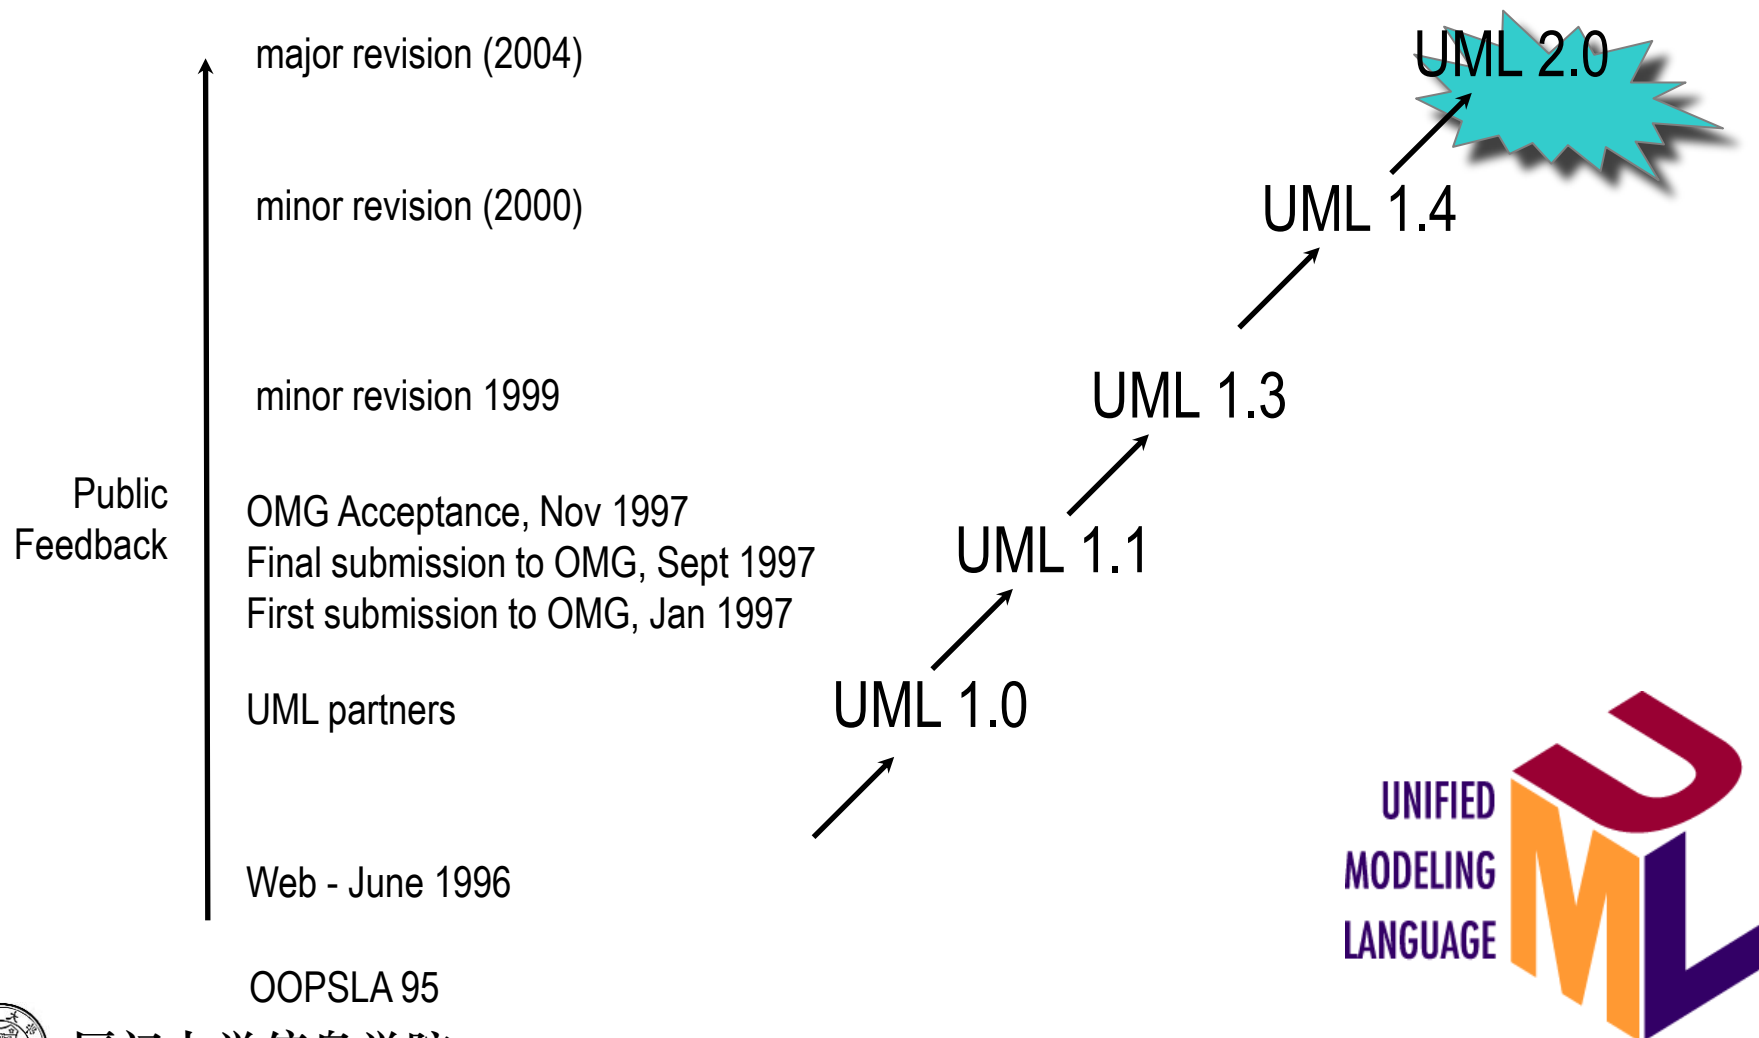 major revision (2004)
UML 2.0
minor revision (2000)
UML 1.4
minor revision 1999
UML 1.3
Public
Feedback
OMG Acceptance, Nov 1997
Final submission to OMG, Sept 1997
First submission to OMG, Jan 1997
UML 1.1
UML partners
UML 1.0
Web - June 1996
OOPSLA 95
UNIFIED
MODELING
LANGUAGE
UML